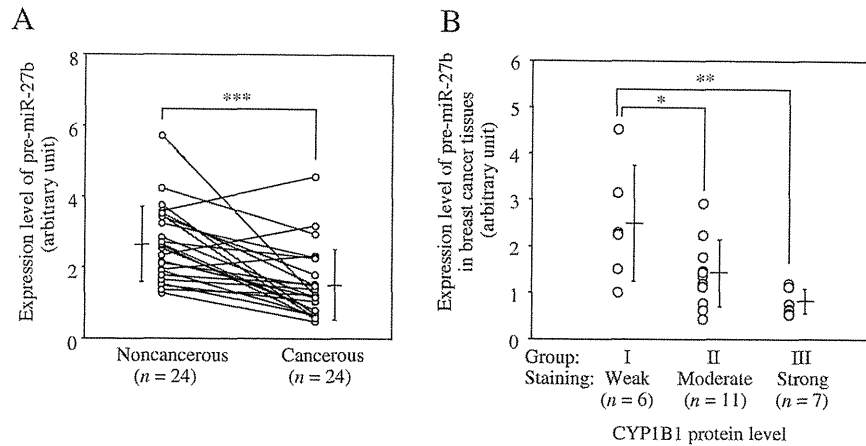 A
Expression level of pre-miR-27b
(arbitrary unit)
8
6
4
2
0
***
Noncancerous
(n = 24)
Cancerous
(n = 24)
B
Expression level of pre-miR-27b
in breast cancer tissues
(arbitrary unit)
6
5
4
3
2
1
0
**
*
Group: I II III
Staining: Weak Moderate Strong
(n = 6) (n = 11) (n = 7)
CYP1B1 protein level